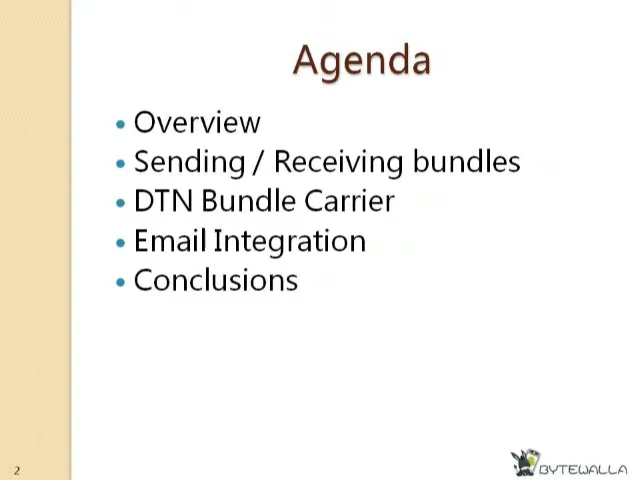 Agenda
• Overview
• Sending / Receiving bundles
• DTN Bundle Carrier
• Email Integration
• Conclusions
2
BYTEWALLA